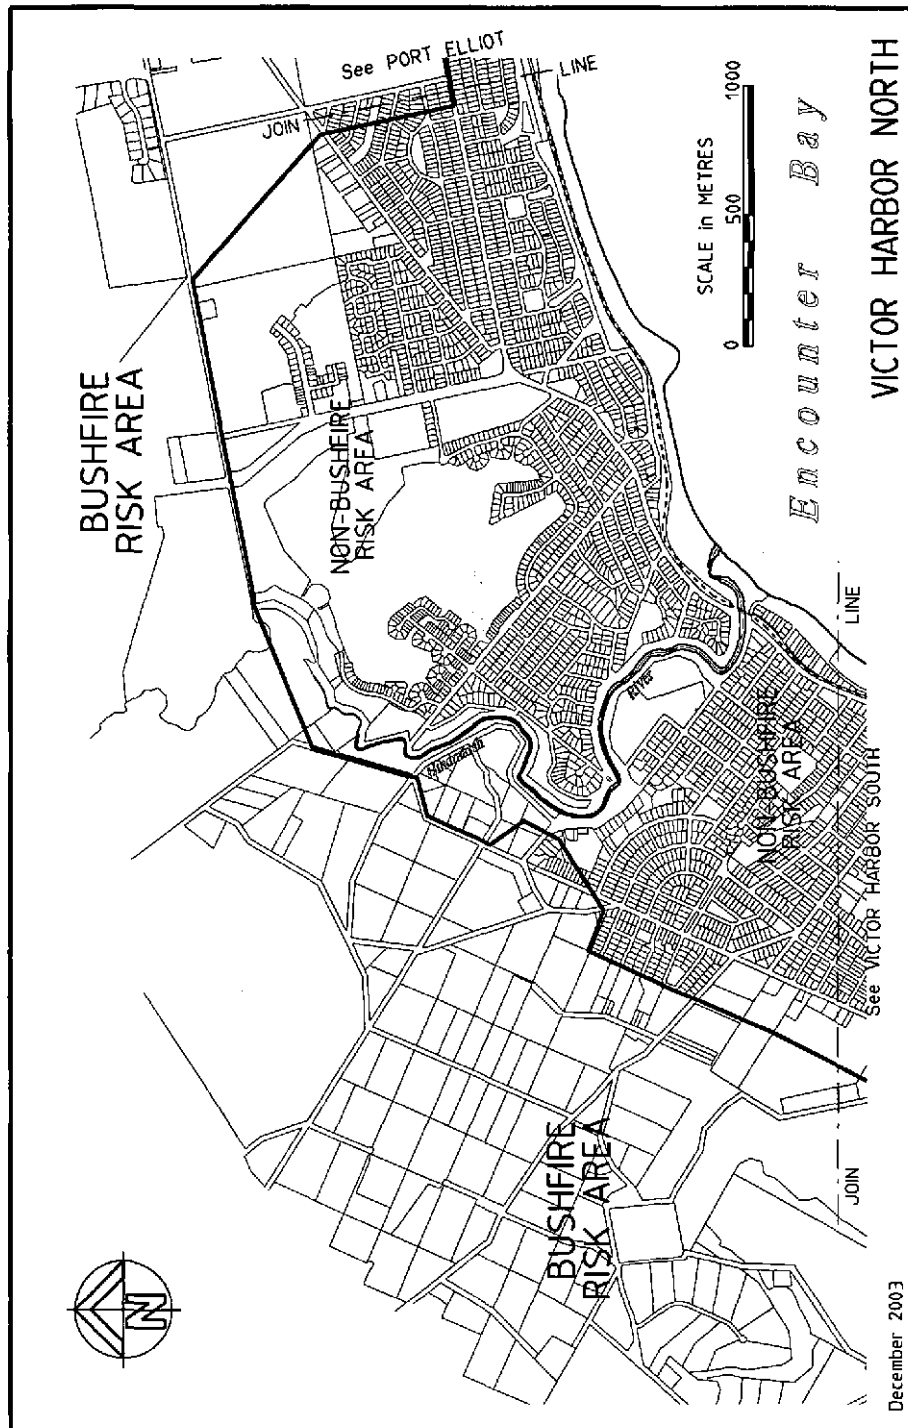 See PORT ELLIOT
JOIN
LINE
BUSHFIRE
RISK AREA
NON-BUSHFIRE
RISK AREA
SCALE in METRES
0 500 1000
Encounter Bay
Hindmarsh
River
NON-BUSHFIRE
RISK AREA
BUSHFIRE
RISK AREA
JOIN
LINE
See VICTOR HARBOR SOUTH
N
December 2003
VICTOR HARBOR NORTH